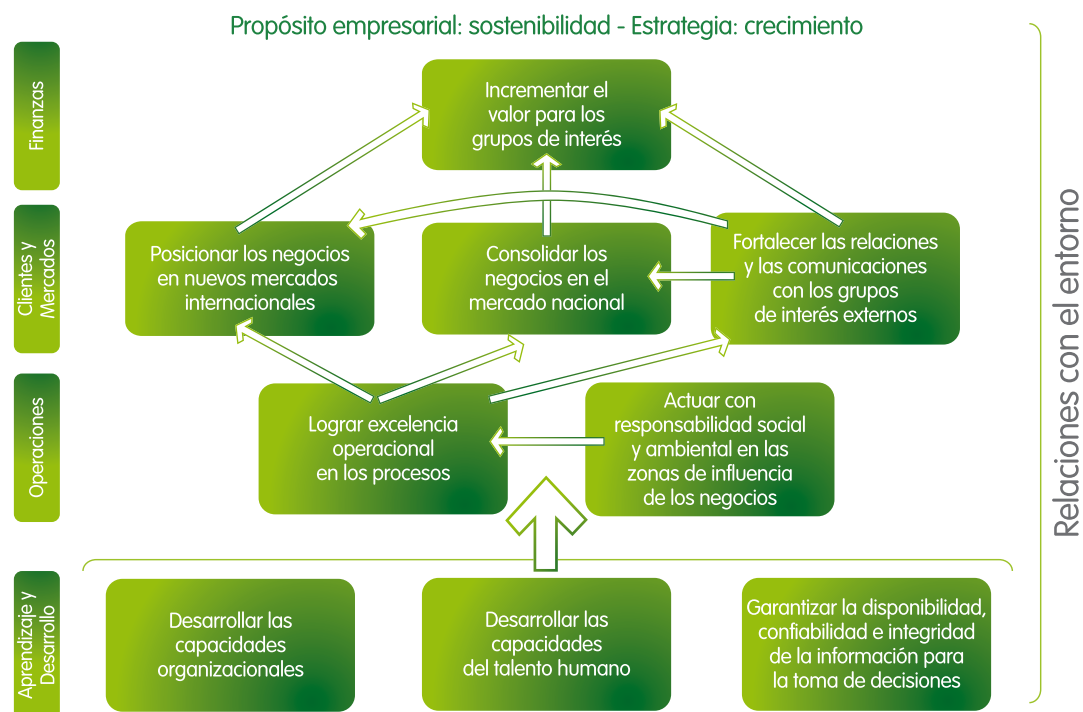 Propósito empresarial: sostenibilidad - Estrategia: crecimiento
Finanzas
Incrementar el
valor para los
grupos de interés
Clientes y
Mercados
Posicionar los negocios
en nuevos mercados
internacionales
Consolidar los
negocios en el
mercado nacional
Fortalecer las relaciones
y las comunicaciones
con los grupos
de interés externos
Operaciones
Lograr excelencia
operacional
en los procesos
Actuar con
responsabilidad social
y ambiental en las
zonas de influencia
de los negocios
Aprendizaje y
Desarrollo
Desarrollar las
capacidades
organizacionales
Desarrollar las
capacidades
del talento humano
Garantizar la disponibilidad,
confiabilidad e integridad
de la información para
la toma de decisiones
Relaciones con el entorno